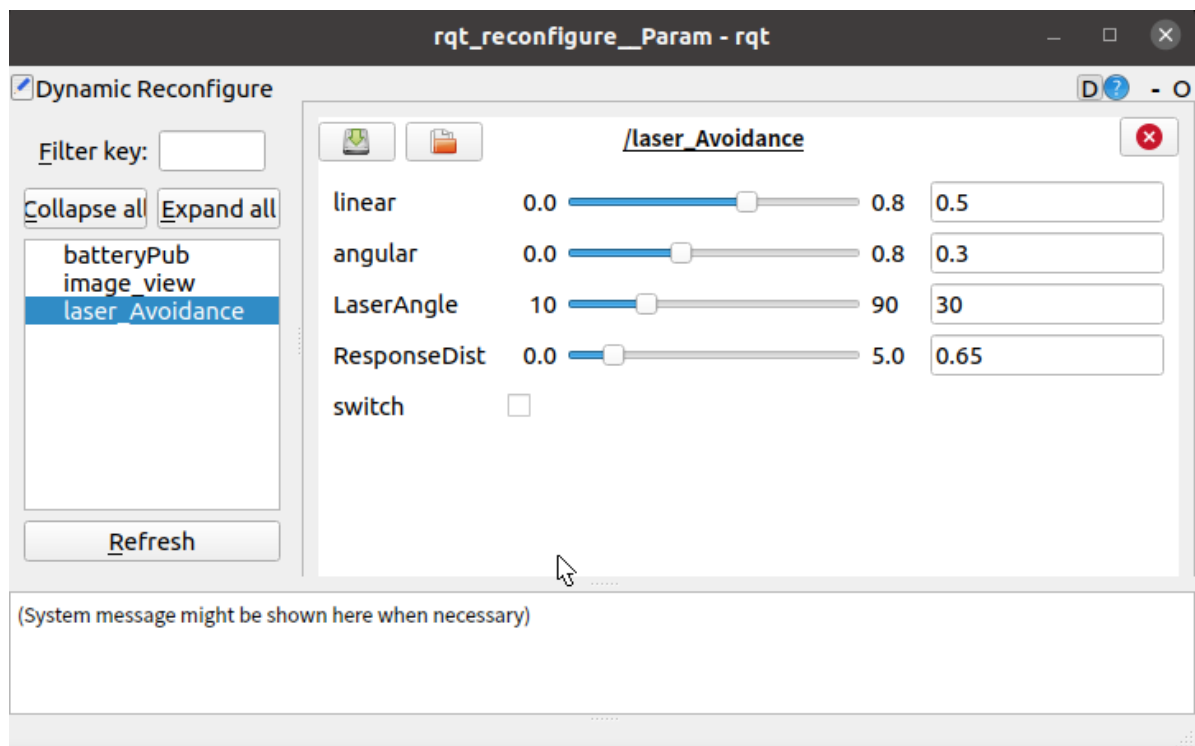 rqt_reconfigure__Param - rqt
Dynamic Reconfigure
D ? - O
Filter key:
Collapse all Expand all
batteryPub
image_view
laser_Avoidance
Refresh
/laser_Avoidance
linear 0.0 0.8 0.5
angular 0.0 0.8 0.3
LaserAngle 10 90 30
ResponseDist 0.0 5.0 0.65
switch
(System message might be shown here when necessary)